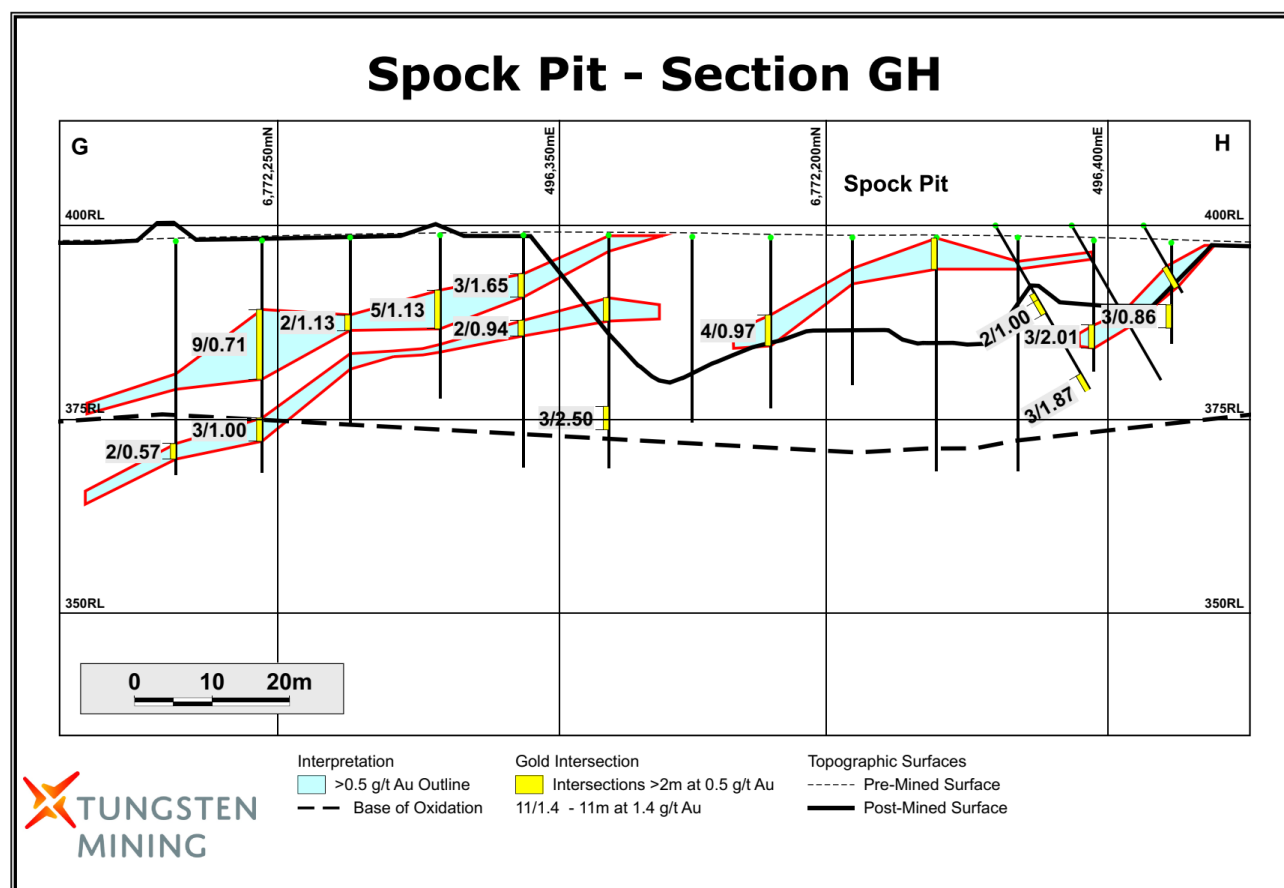 Spock Pit - Section GH
G
6,772,250mN
496,350mE
6,772,200mN
496,400mE
H
Spock Pit
400RL
400RL
9/0.71
2/1.13
5/1.13
3/1.65
2/0.94
4/0.97
2/1.00
3/2.01
3/0.86
3/1.87
375RL
375RL
2/0.57
3/1.00
3/2.50
350RL
350RL
0 10 20m
Interpretation
>0.5 g/t Au Outline
Base of Oxidation
Gold Intersection
Intersections >2m at 0.5 g/t Au
11/1.4 - 11m at 1.4 g/t Au
Topographic Surfaces
Pre-Mined Surface
Post-Mined Surface
TUNGSTEN
MINING